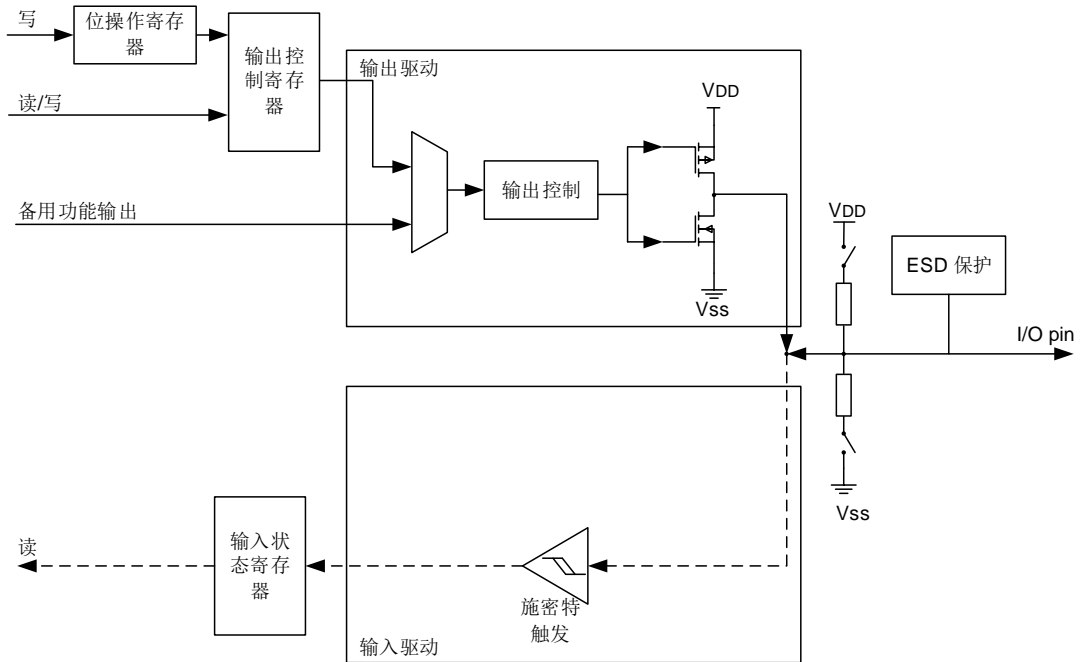 写
位操作寄存
器
输出控
制寄存
器
读/写
备用功能输出
输出驱动
输出控制
VDD
Vss
VDD
Vss
ESD 保护
I/O pin
读
输入状
态寄存
器
施密特
触发
输入驱动